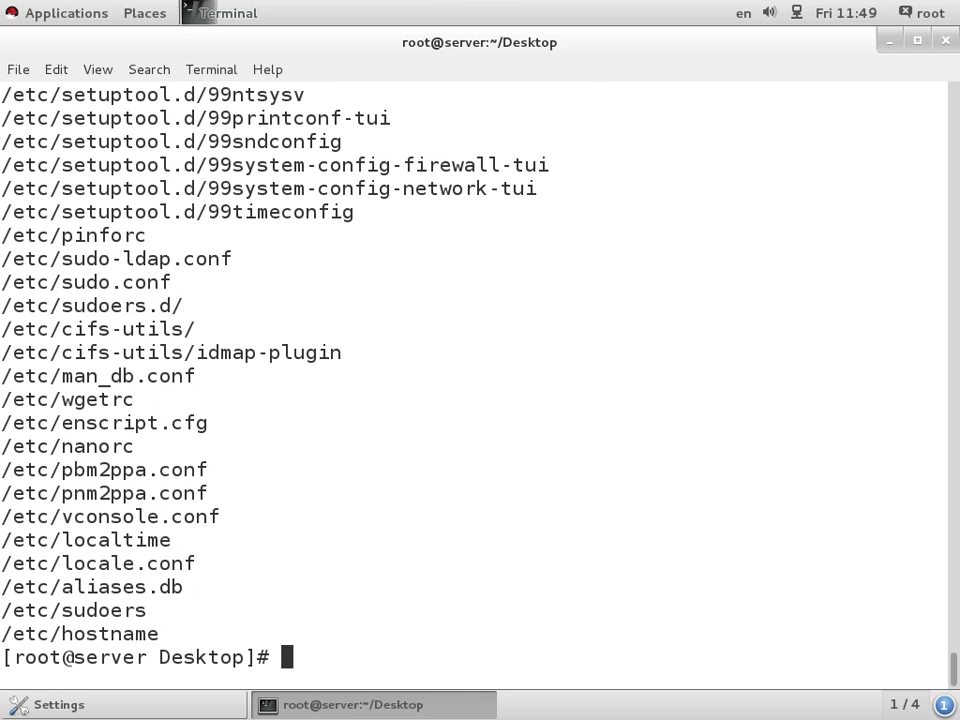 Applications Places Terminal en Fri 11:49 root
root@server:~/Desktop
File Edit View Search Terminal Help
/etc/setuptool.d/99ntsysv
/etc/setuptool.d/99printconf-tui
/etc/setuptool.d/99sndconfig
/etc/setuptool.d/99system-config-firewall-tui
/etc/setuptool.d/99system-config-network-tui
/etc/setuptool.d/99timeconfig
/etc/pinforc
/etc/sudo-ldap.conf
/etc/sudo.conf
/etc/sudoers.d/
/etc/cifs-utils/
/etc/cifs-utils/idmap-plugin
/etc/man_db.conf
/etc/wgetrc
/etc/enscript.cfg
/etc/nanorc
/etc/pbm2ppa.conf
/etc/pnm2ppa.conf
/etc/vconsole.conf
/etc/localtime
/etc/locale.conf
/etc/aliases.db
/etc/sudoers
/etc/hostname
[root@server Desktop]#
Settings root@server:~/Desktop 1 / 4 1